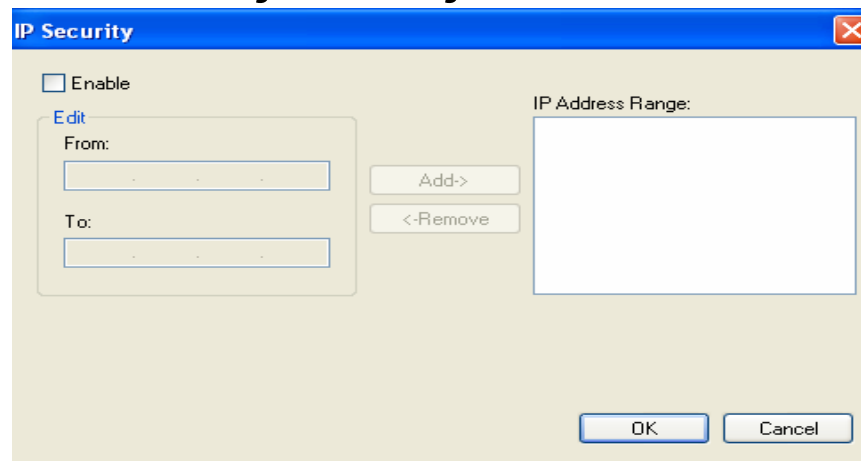 IP Security
Enable
Edit
From:
. . .
To:
. . .
Add->
<-Remove
IP Address Range:
OK
Cancel